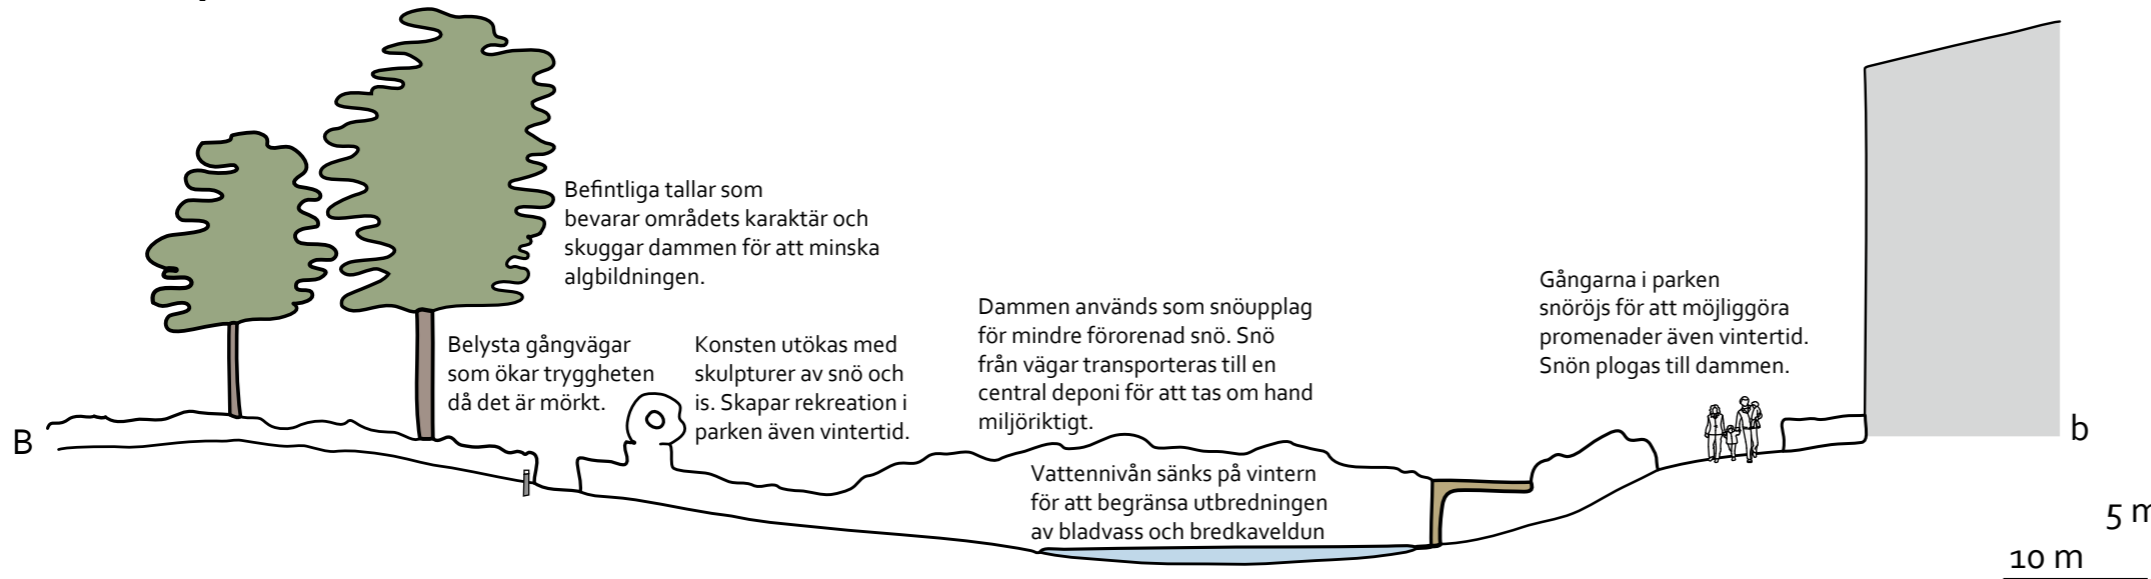 Befintliga tallar som
bevarar områdets karaktär och
skuggar dammen för att minska
algbildningen.
Belysta gångvägar
som ökar tryggheten
då det är mörkt.
Konsten utökas med
skulpturer av snö och
is. Skapar rekreation i
parken även vintertid.
Dammen används som snöupplag
för mindre förorenad snö. Snö
från vägar transporteras till en
central deponi för att tas om hand
miljöriktigt.
Gångarna i parken
snöröjs för att möjliggöra
promenader även vintertid.
Snön plogas till dammen.
B
b
Vattennivån sänks på vintern
för att begränsa utbredningen
av bladvass och bredkaveldun
5 m
10 m